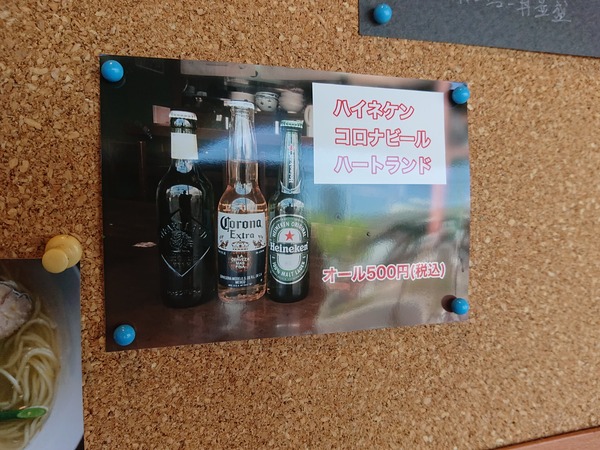 ハイネケン
コロナビール
ハートランド
Corona
Extra
Heineken
オール500円(税込)